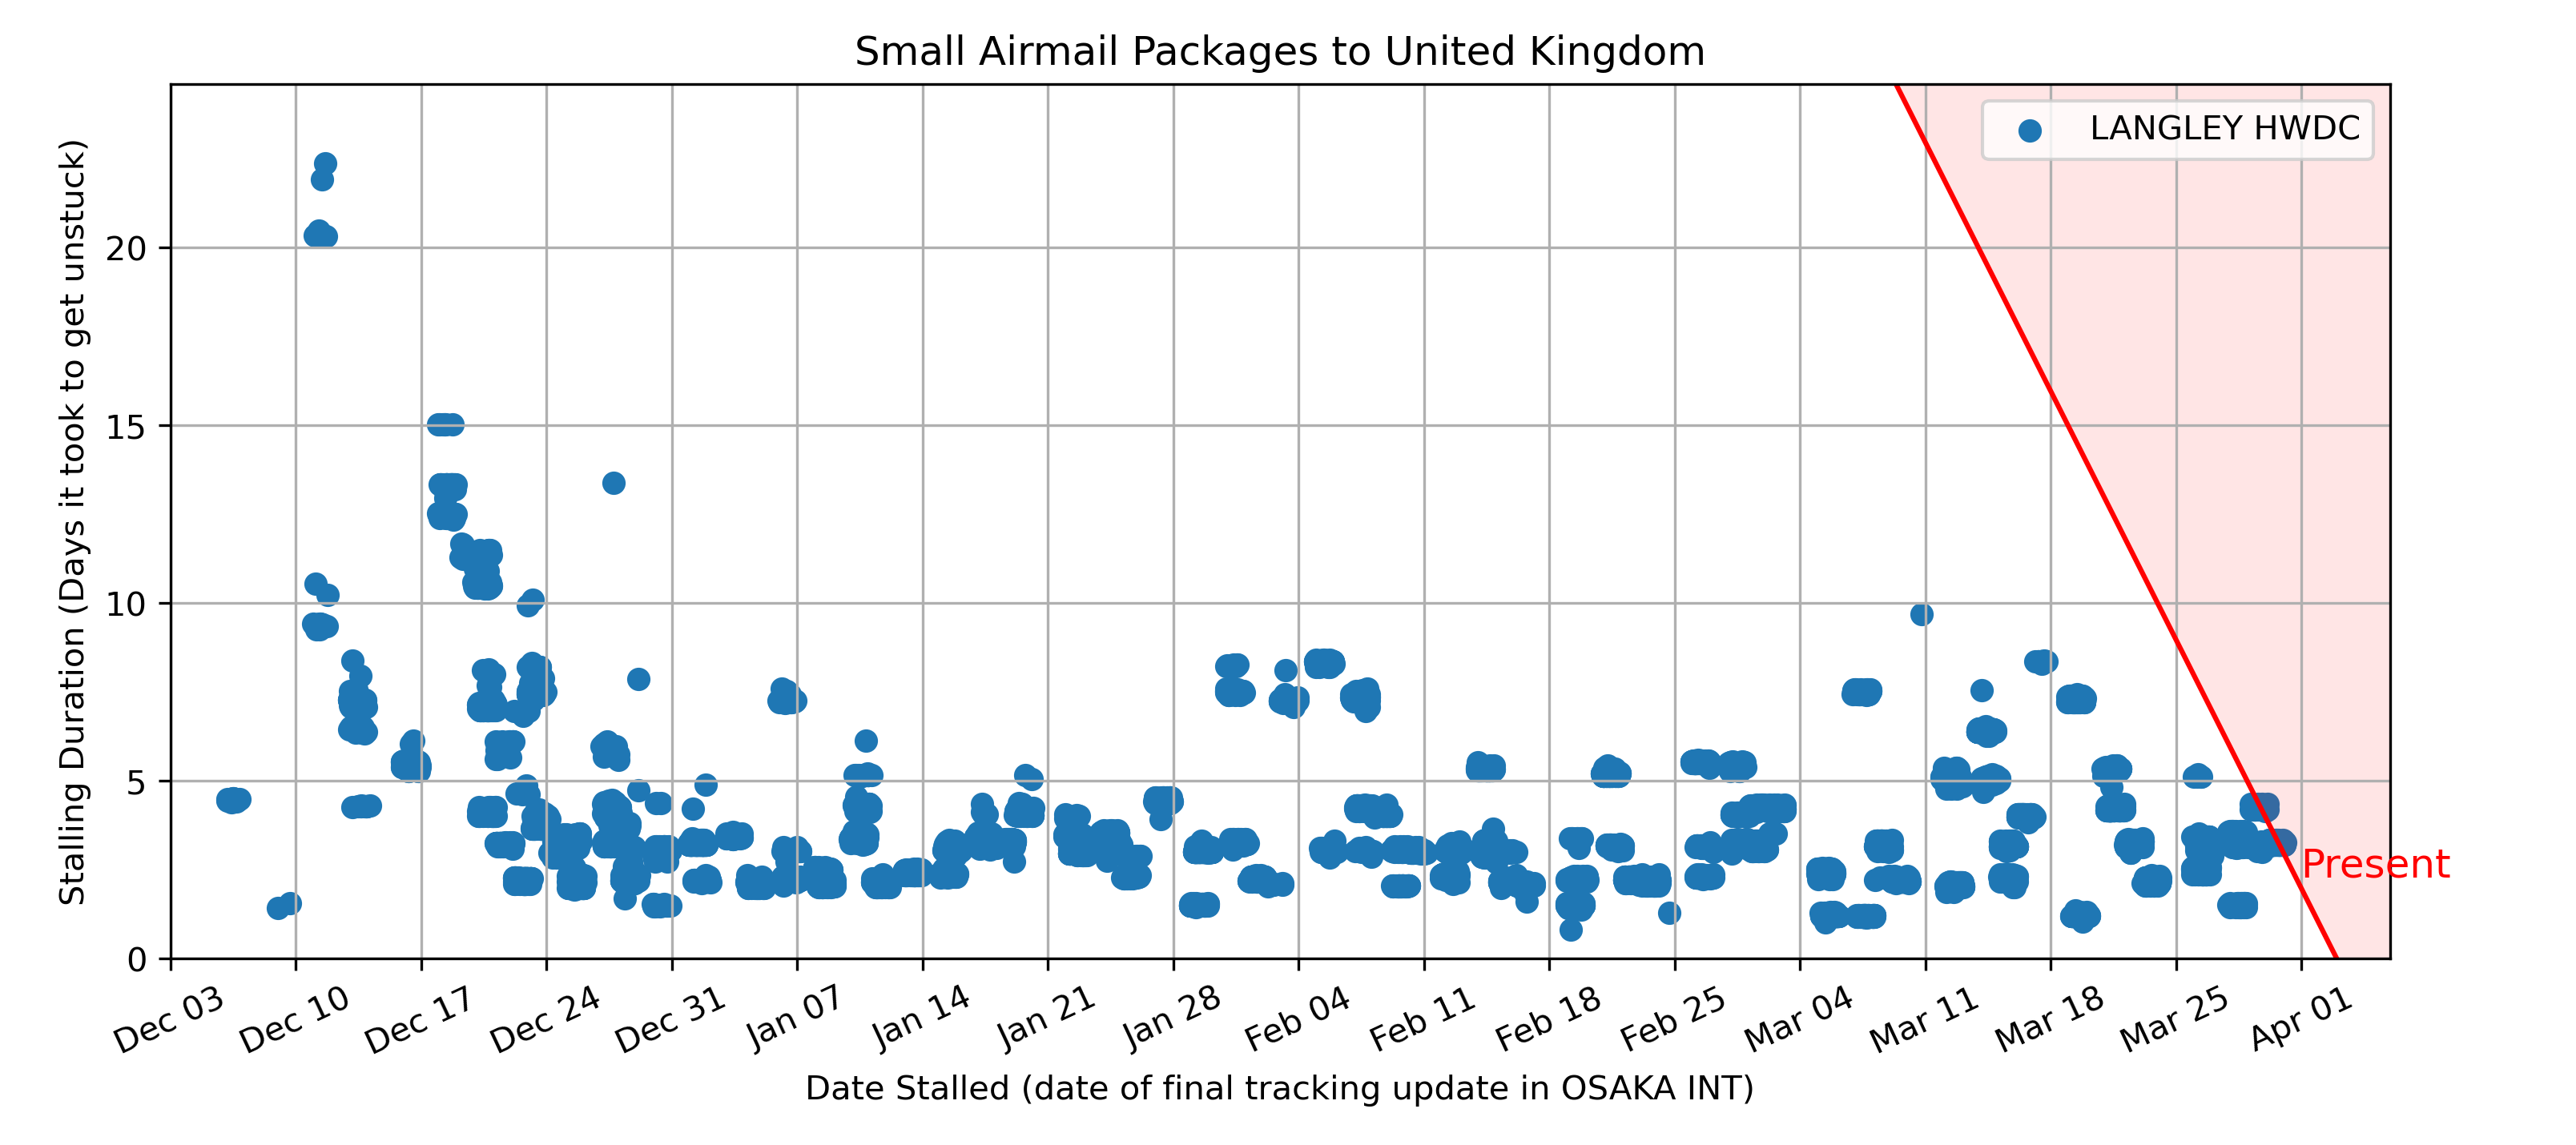 Small Airmail Packages to United Kingdom
LANGLEY HWDC
Stalling Duration (Days it took to get unstuck)
20
15
10
5
0
Present
Dec 03
Dec 10
Dec 17
Dec 24
Dec 31
Jan 07
Jan 14
Jan 21
Jan 28
Feb 04
Feb 11
Feb 18
Feb 25
Mar 04
Mar 11
Mar 18
Mar 25
Apr 01
Date Stalled (date of final tracking update in OSAKA INT)